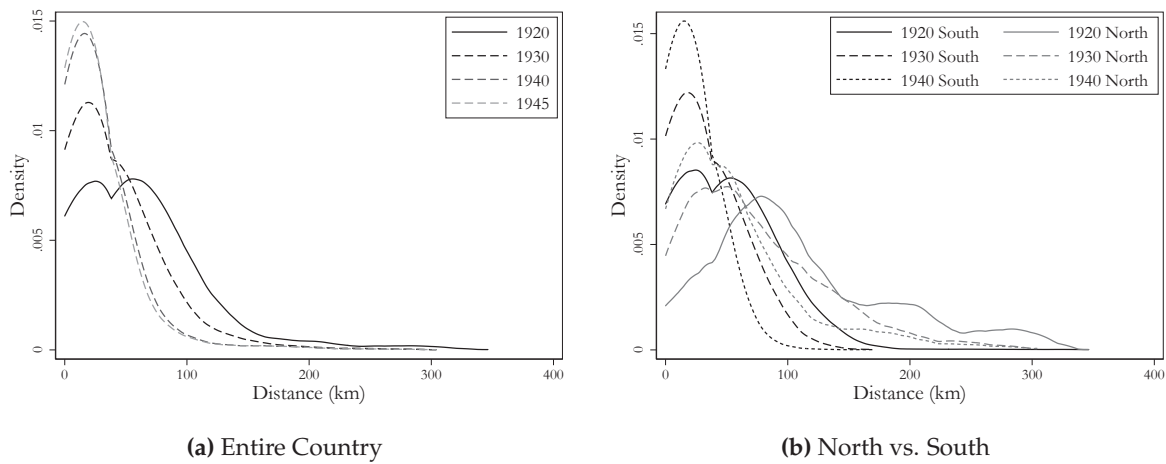 .015
.01
.005
0
Density
0
100
200
300
400
Distance (km)
1920
1930
1940
1945
(a) Entire Country
.015
.01
.005
0
Density
0
100
200
300
400
Distance (km)
1920 South
1920 North
1930 South
1930 North
1940 South
1940 North
(b) North vs. South